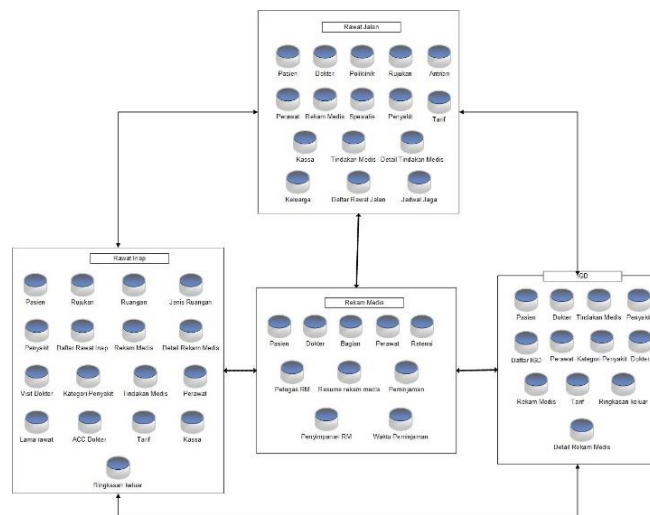 Rawat Jalan
Pasien Dokter Poliklinik Rujukan Antrian
Perawat Rekam Medis Spesialis Penyakit Tarif
Kassa Tindakan Medis Detail Tindakan Medis
Keluarga Daftar Rawat Jalan Jadwal Jaga
Rawat Inap
Pasien Rujukan Ruangan Jenis Ruangan
Penyakit Daftar Rawat Inap Rekam Medis Detail Rekam Medis
Visit Dokter Kategori Penyakit Tindakan Medis Perawat
Lama rawat ACC Dokter Tarif Kassa
Ringkasan keluar
Rekam Medis
Pasien Dokter Bagian Perawat Retensi
Petugas RM Resume rekam medis Peminjaman
Penyimpanan RM Waktu Peminjaman
IGD
Pasien Dokter Tindakan Medis Penyakit
Daftar IGD Perawat Kategori Penyakit Dokter
Rekam Medis Tarif Ringkasan keluar
Detail Rekam Medis